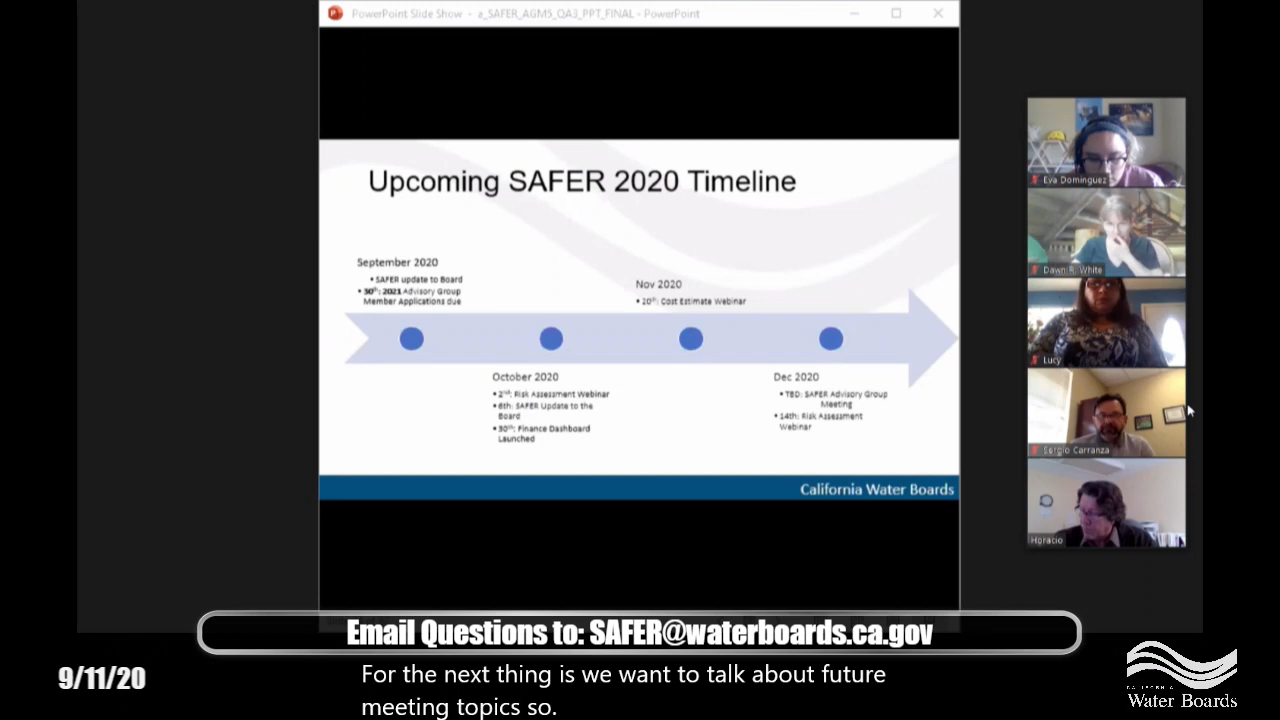 PowerPoint Slide Show - a_SAFER_AGM5_QA3_PPT_FINAL - PowerPoint
Upcoming SAFER 2020 Timeline
September 2020
• SAFER update to Board
• 30th: 2021 Advisory Group
Member Applications due
Nov 2020
• 20th: Cost Estimate Webinar
October 2020
• 2nd: Risk Assessment Webinar
• 6th: SAFER Update to the
Board
• 30th: Finance Dashboard
Launched
Dec 2020
• TBD: SAFER Advisory Group
Meeting
• 14th: Risk Assessment
Webinar
California Water Boards
Eva Dominguez
Dawn R. White
Lucy
Sergio Carranza
Horacio
Email Questions to: SAFER@waterboards.ca.gov
9/11/20
For the next thing is we want to talk about future
meeting topics so.
CALIFORNIA
Water Boards